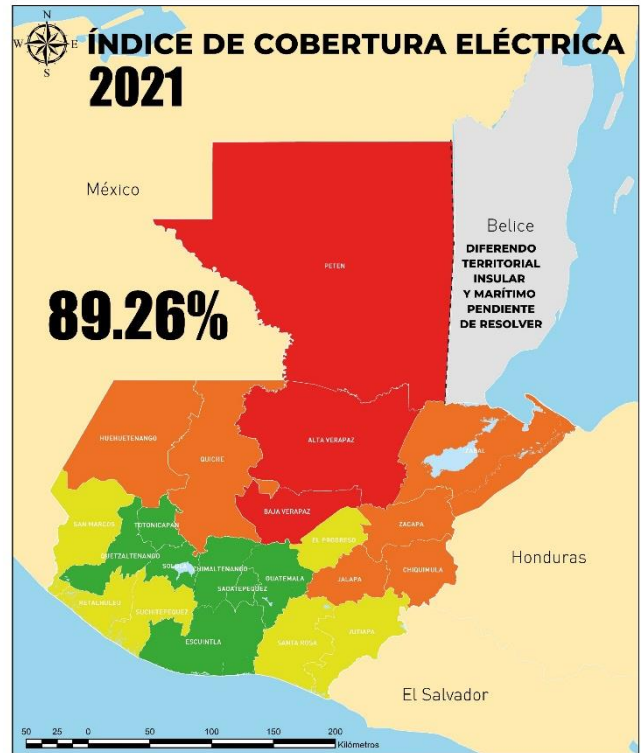 N
W E
S
ÍNDICE DE COBERTURA ELÉCTRICA
2021
México
Belice
DIFERENDO
TERRITORIAL
INSULAR
Y MARÍTIMO
PENDIENTE
DE RESOLVER
PETEN
89.26%
HUEHUETENANGO
QUICHE
ALTA VERAPAZ
IZABAL
BAJA VERAPAZ
SAN MARCOS
TOTONICAPAN
EL PROGRESO
ZACAPA
QUETZALTENANGO
SOLOLA
CHIMALTENANGO
GUATEMALA
SACATEPEQUEZ
JALAPA
CHIQUIMULA
Honduras
RETALHULEU
SUCHITEPEQUEZ
ESCUINTLA
SANTA ROSA
JUTIAPA
El Salvador
50 25 0 50 100 150 200
Kilómetros